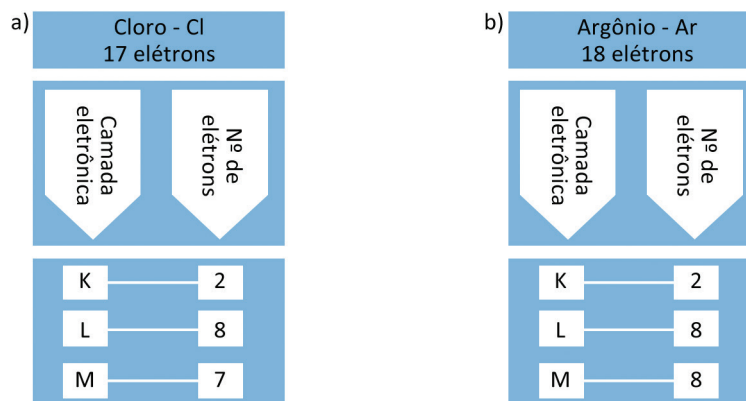 a)
Cloro - Cl
17 elétrons
Camada
eletrônica
Nº de
elétrons
K 2
L 8
M 7
b)
Argônio - Ar
18 elétrons
Camada
eletrônica
Nº de
elétrons
K 2
L 8
M 8